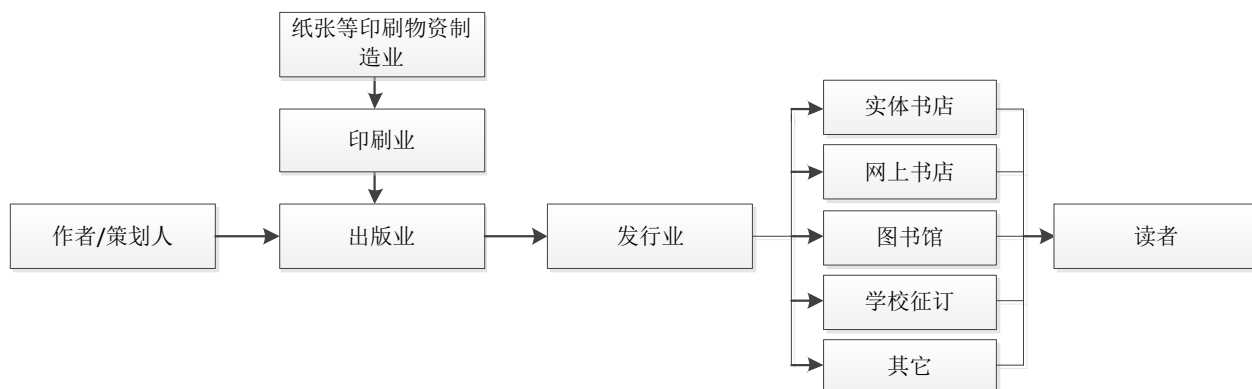 纸张等印刷物资制
造业
印刷业
作者/策划人
出版业
发行业
实体书店
网上书店
图书馆
学校征订
其它
读者